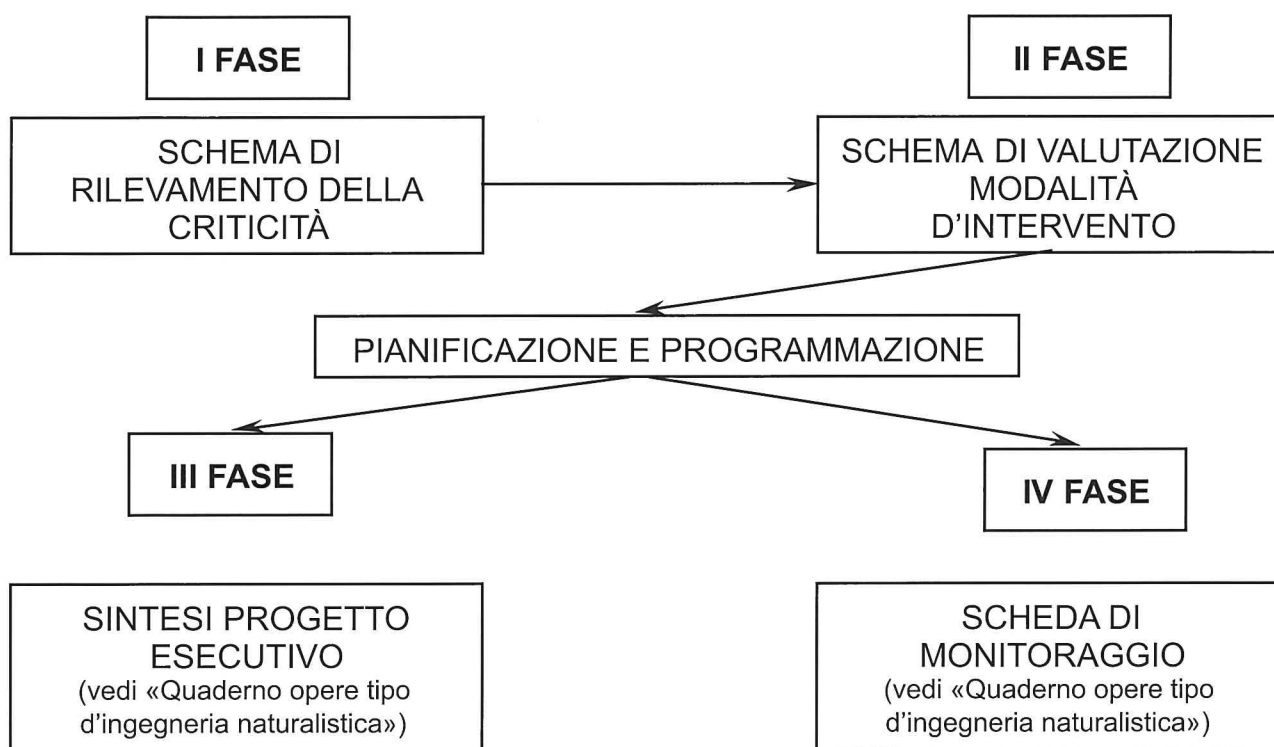 I FASE
SCHEMA DI
RILEVAMENTO DELLA
CRITICITÀ
II FASE
SCHEMA DI VALUTAZIONE
MODALITÀ
D’INTERVENTO
PIANIFICAZIONE E PROGRAMMAZIONE
III FASE
SINTESI PROGETTO
ESECUTIVO
(vedi «Quaderno opere tipo
d’ingegneria naturalistica»)
IV FASE
SCHEDA DI
MONITORAGGIO
(vedi «Quaderno opere tipo
d’ingegneria naturalistica»)